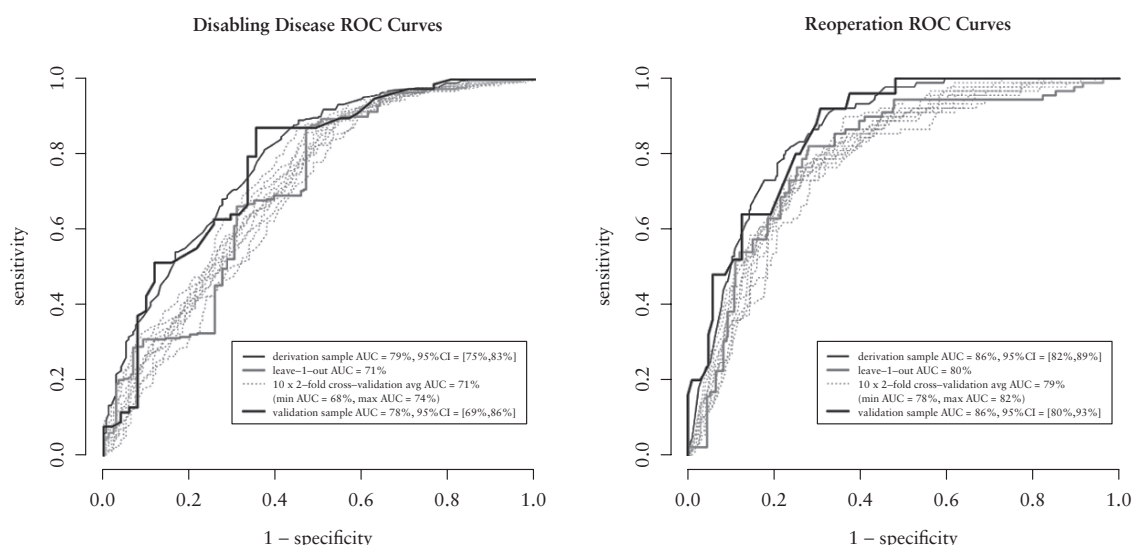 Disabling Disease ROC Curves
sensitivity
1.0
0.8
0.6
0.4
0.2
0.0
derivation sample AUC = 79%, 95%CI = [75%,83%]
leave–1–out AUC = 71%
10 x 2–fold cross–validation avg AUC = 71%
(min AUC = 68%, max AUC = 74%)
validation sample AUC = 78%, 95%CI = [69%,86%]
0.0 0.2 0.4 0.6 0.8 1.0
1 – specificity
Reoperation ROC Curves
sensitivity
1.0
0.8
0.6
0.4
0.2
0.0
derivation sample AUC = 86%, 95%CI = [82%,89%]
leave–1–out AUC = 80%
10 x 2–fold cross–validation avg AUC = 79%
(min AUC = 78%, max AUC = 82%)
validation sample AUC = 86%, 95%CI = [80%,93%]
0.0 0.2 0.4 0.6 0.8 1.0
1 – specificity